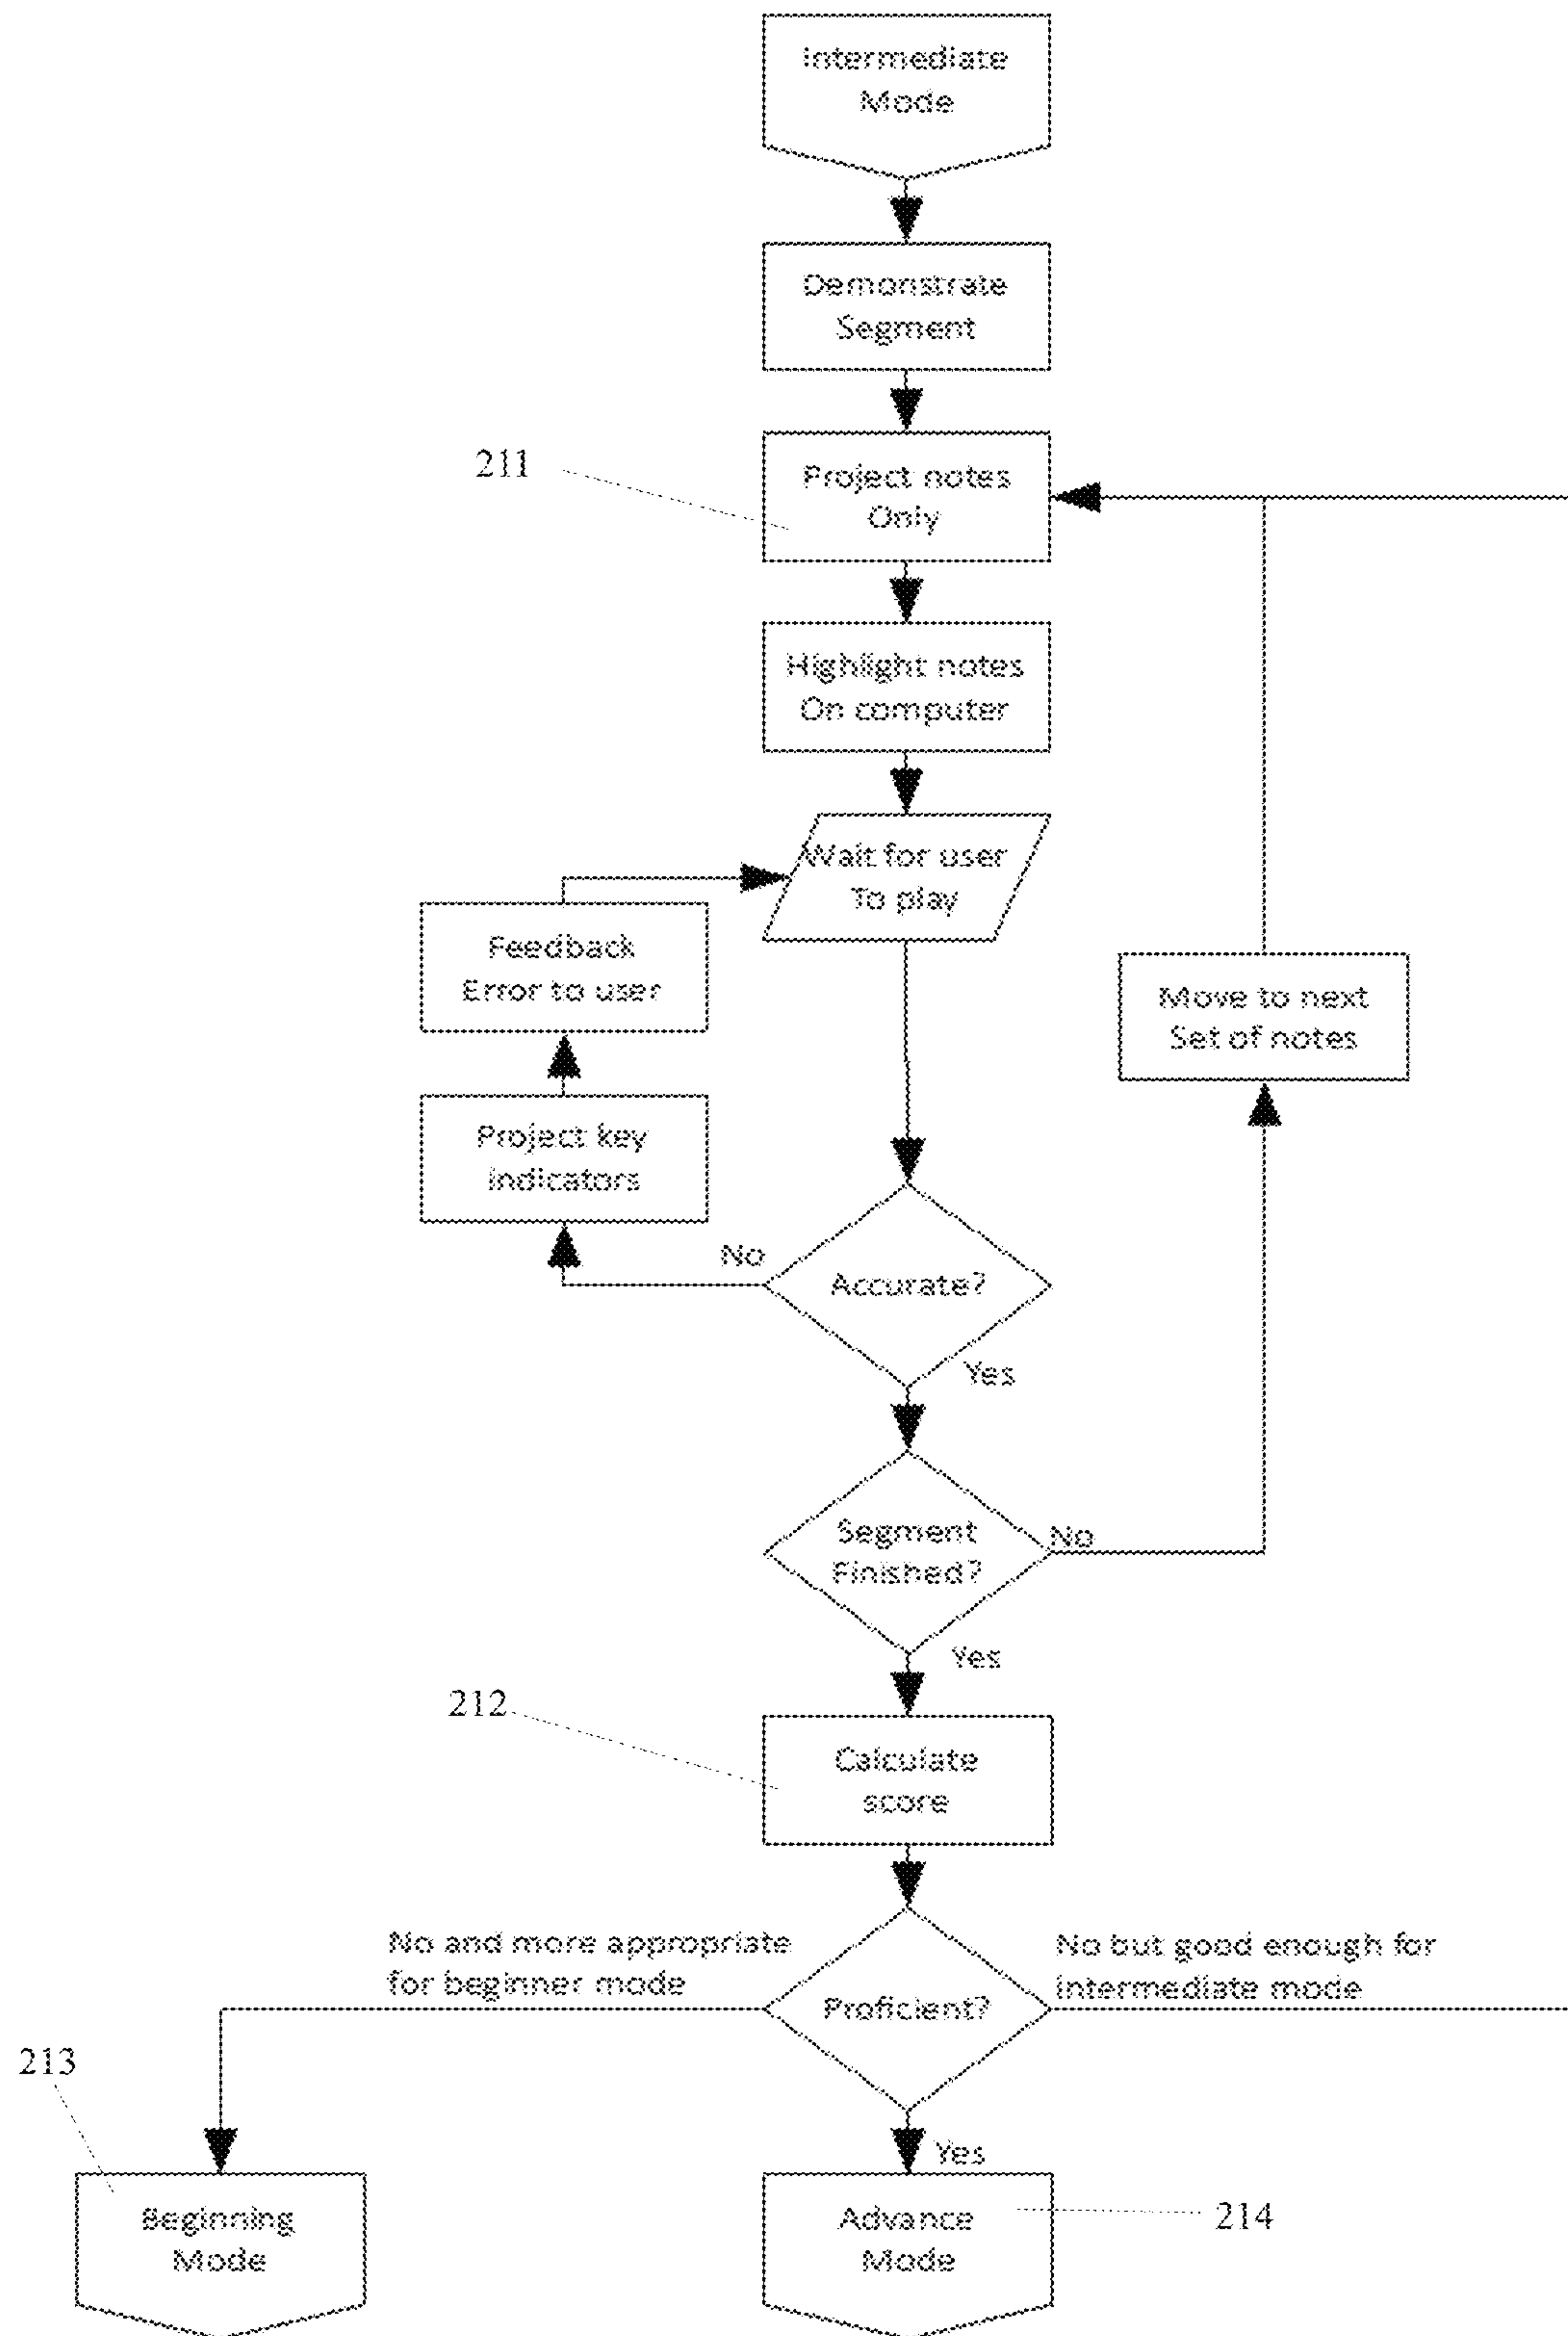 Intermediate
Mode
Demonstrate
Segment
211
Project notes
Only
Highlight notes
On computer
Wait for user
To play
Feedback
Error to user
Move to next
Set of notes
Project key
indicators
No
Accurate?
Yes
Segment
Finished?
No
Yes
212
Calculate
score
No and more appropriate
for beginner mode
No but good enough for
intermediate mode
Proficient?
213
Yes
Beginning
Mode
Advance
Mode
214